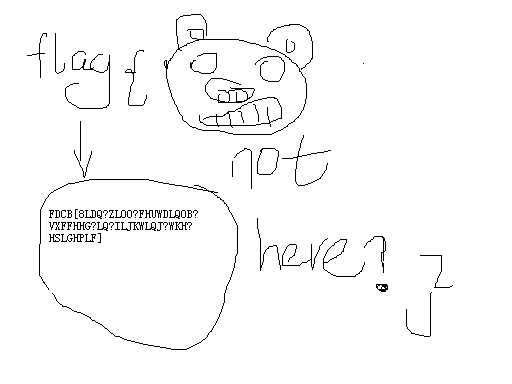 flag{
not
FDCB[8LDQ?ZLOO?FHUWDLQOB?
VXFFHHG?LQ?ILJKWLQJ?WKH?
HSLGHPLF]
here?
}